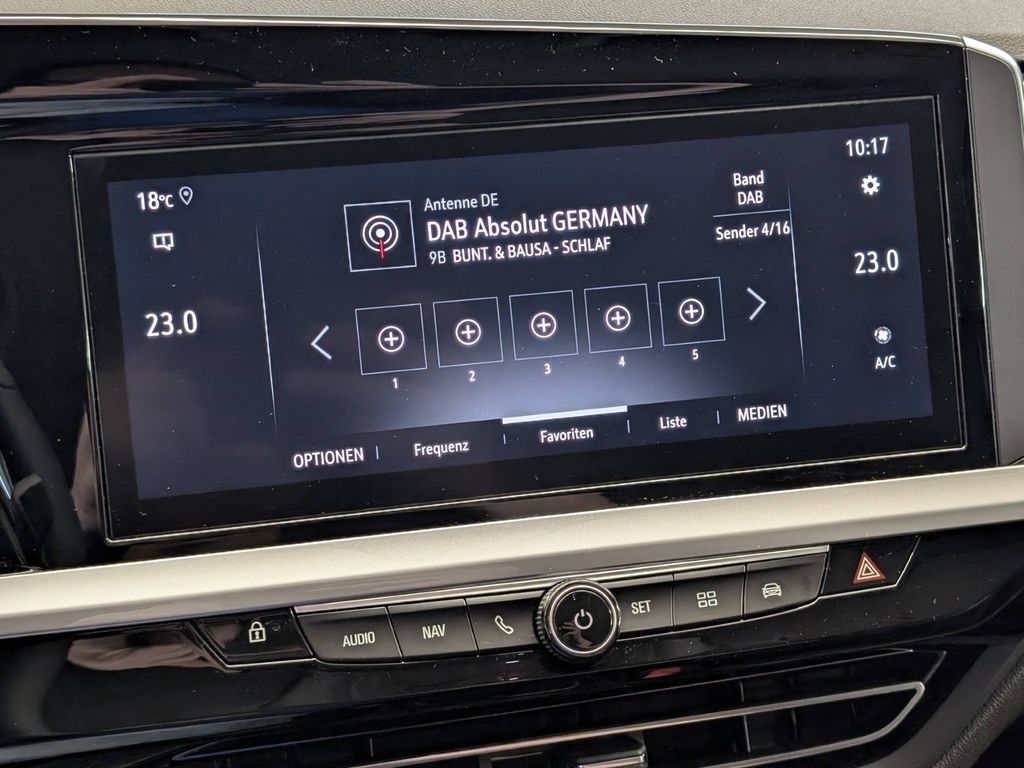 18°C
10:17
Antenne DE
DAB Absolut GERMANY
9B BUNT. & BAUSA - SCHLAF
Band
DAB
Sender 4/16
23.0
23.0
A/C
1
2
3
4
5
OPTIONEN | Frequenz | Favoriten | Liste | MEDIEN
AUDIO
NAV
SET